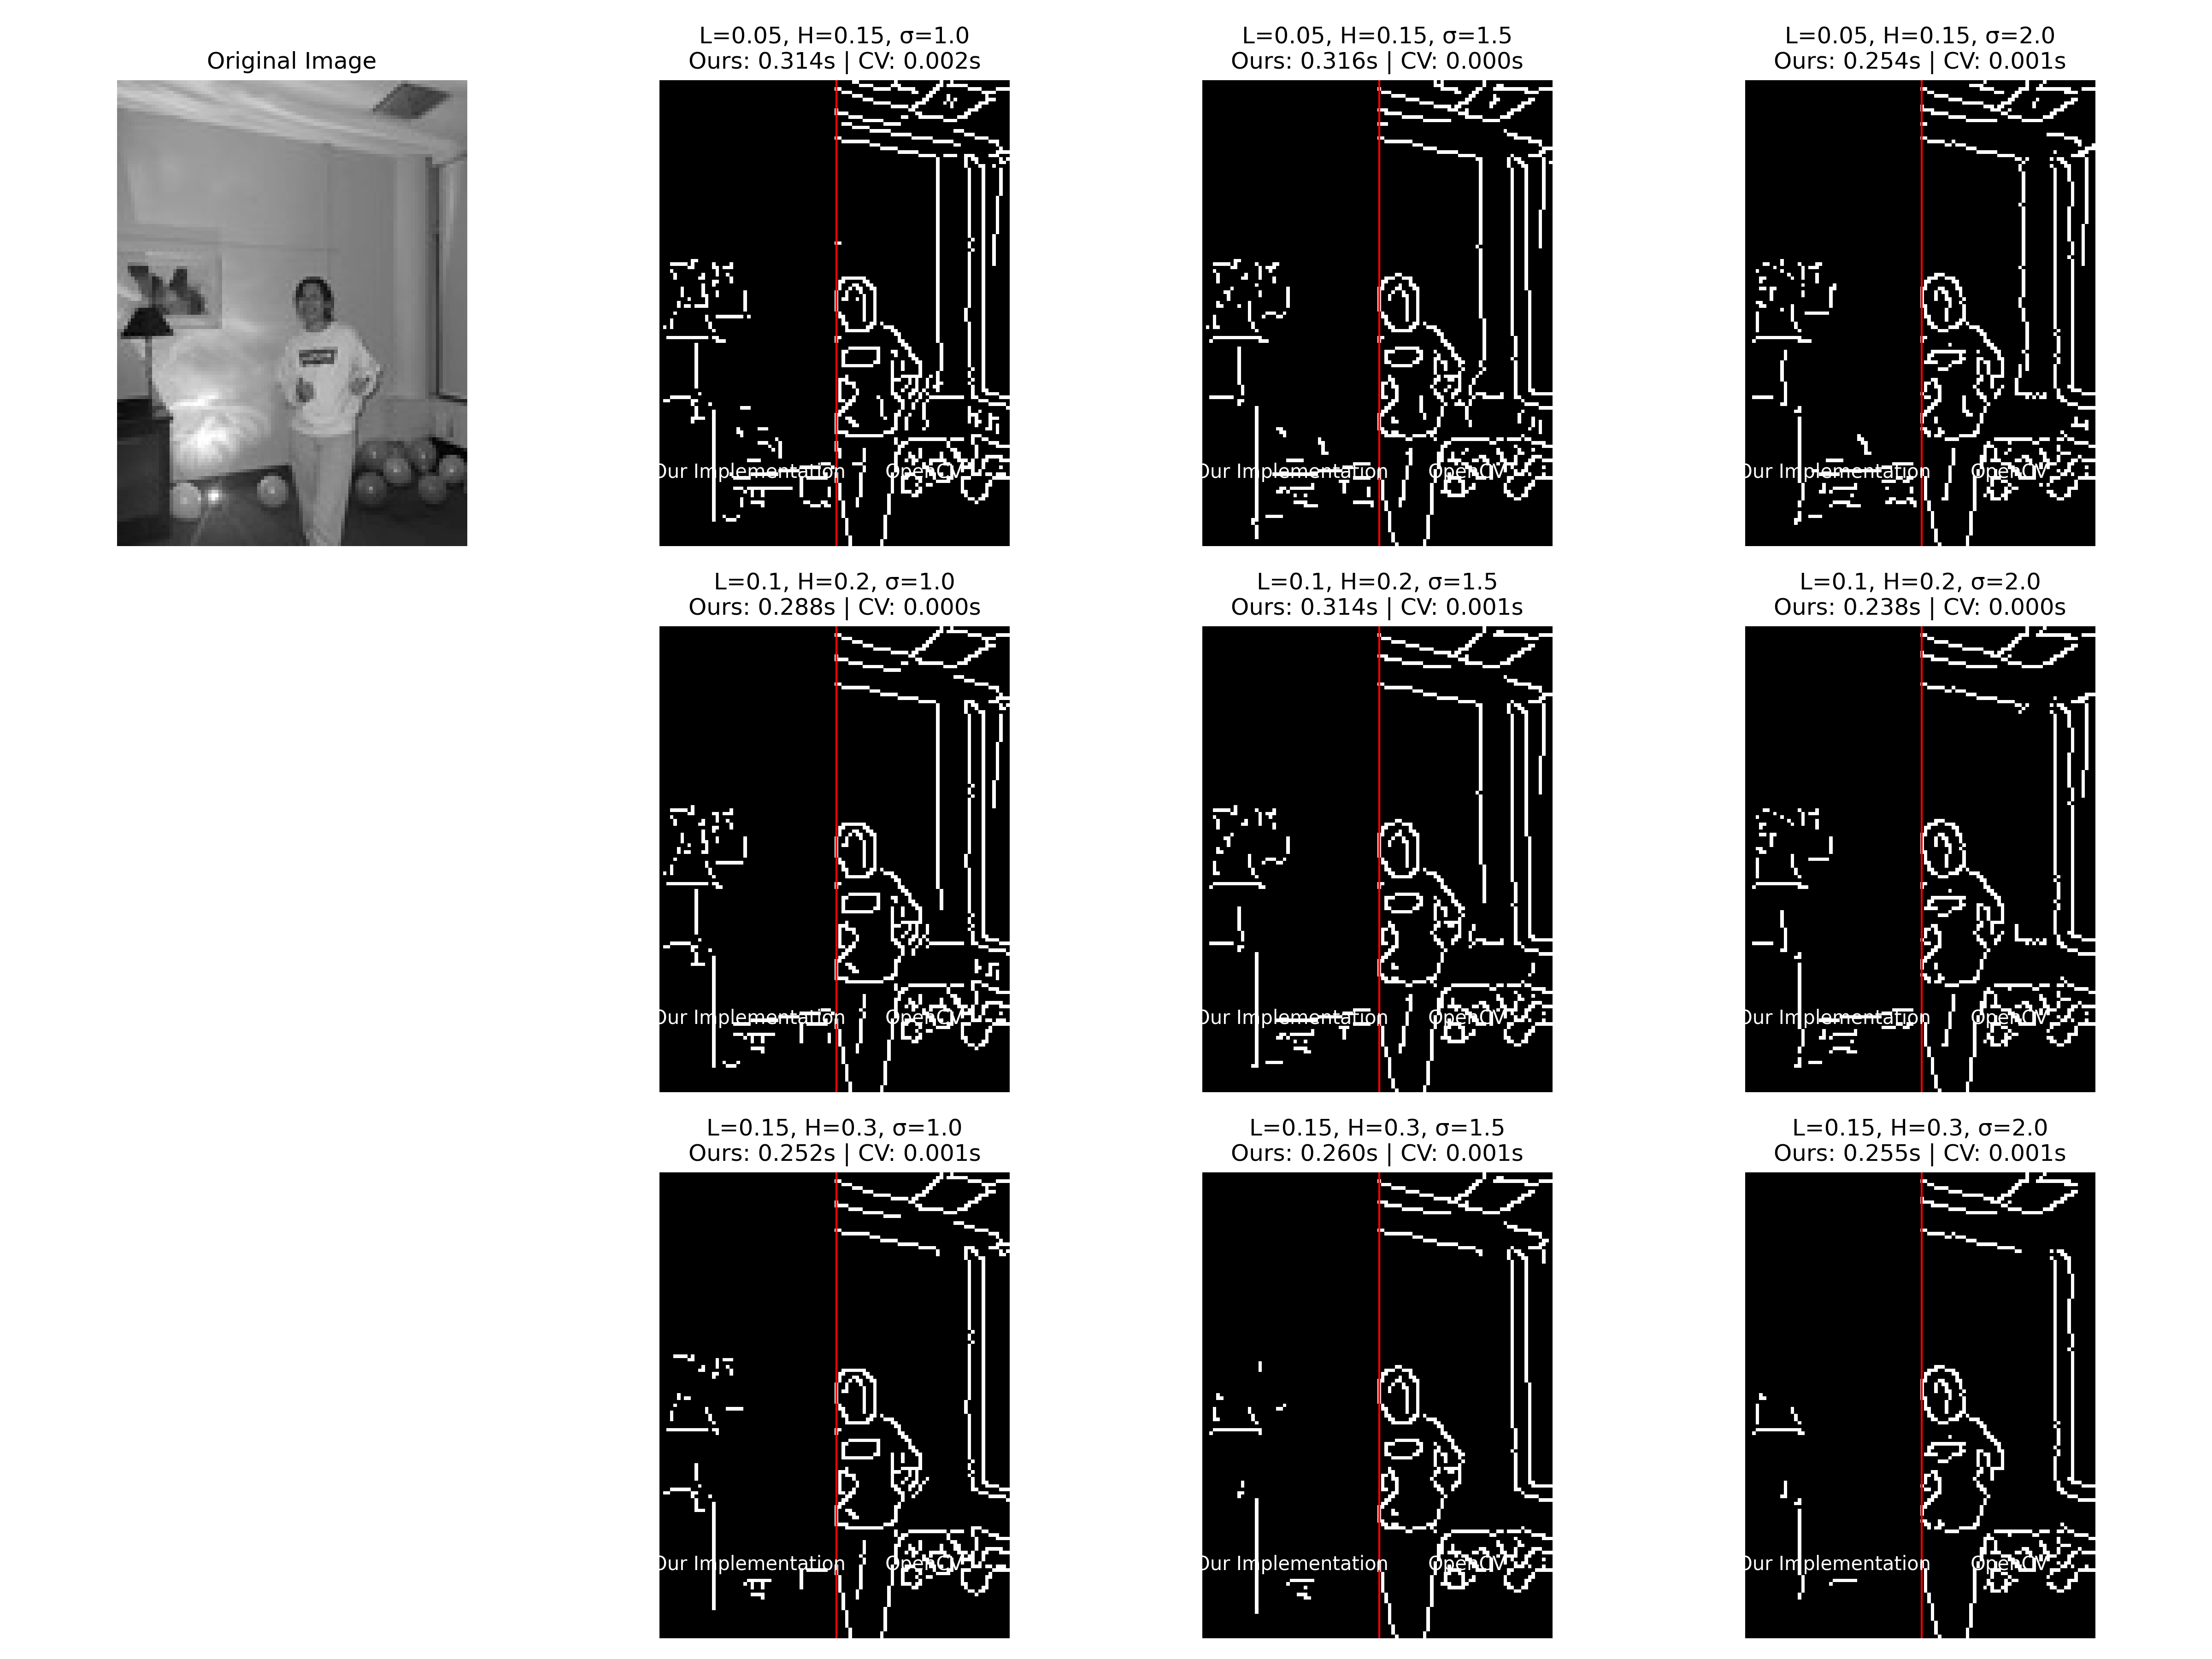 Original Image
L=0.05, H=0.15, σ=1.0
Ours: 0.314s | CV: 0.002s
L=0.05, H=0.15, σ=1.5
Ours: 0.316s | CV: 0.000s
L=0.05, H=0.15, σ=2.0
Ours: 0.254s | CV: 0.001s
Our Implementation
OpenCV
Our Implementation
OpenCV
Our Implementation
OpenCV
L=0.1, H=0.2, σ=1.0
Ours: 0.288s | CV: 0.000s
L=0.1, H=0.2, σ=1.5
Ours: 0.314s | CV: 0.001s
L=0.1, H=0.2, σ=2.0
Ours: 0.238s | CV: 0.000s
Our Implementation
OpenCV
Our Implementation
OpenCV
Our Implementation
OpenCV
L=0.15, H=0.3, σ=1.0
Ours: 0.252s | CV: 0.001s
L=0.15, H=0.3, σ=1.5
Ours: 0.260s | CV: 0.001s
L=0.15, H=0.3, σ=2.0
Ours: 0.255s | CV: 0.001s
Our Implementation
OpenCV
Our Implementation
OpenCV
Our Implementation
OpenCV